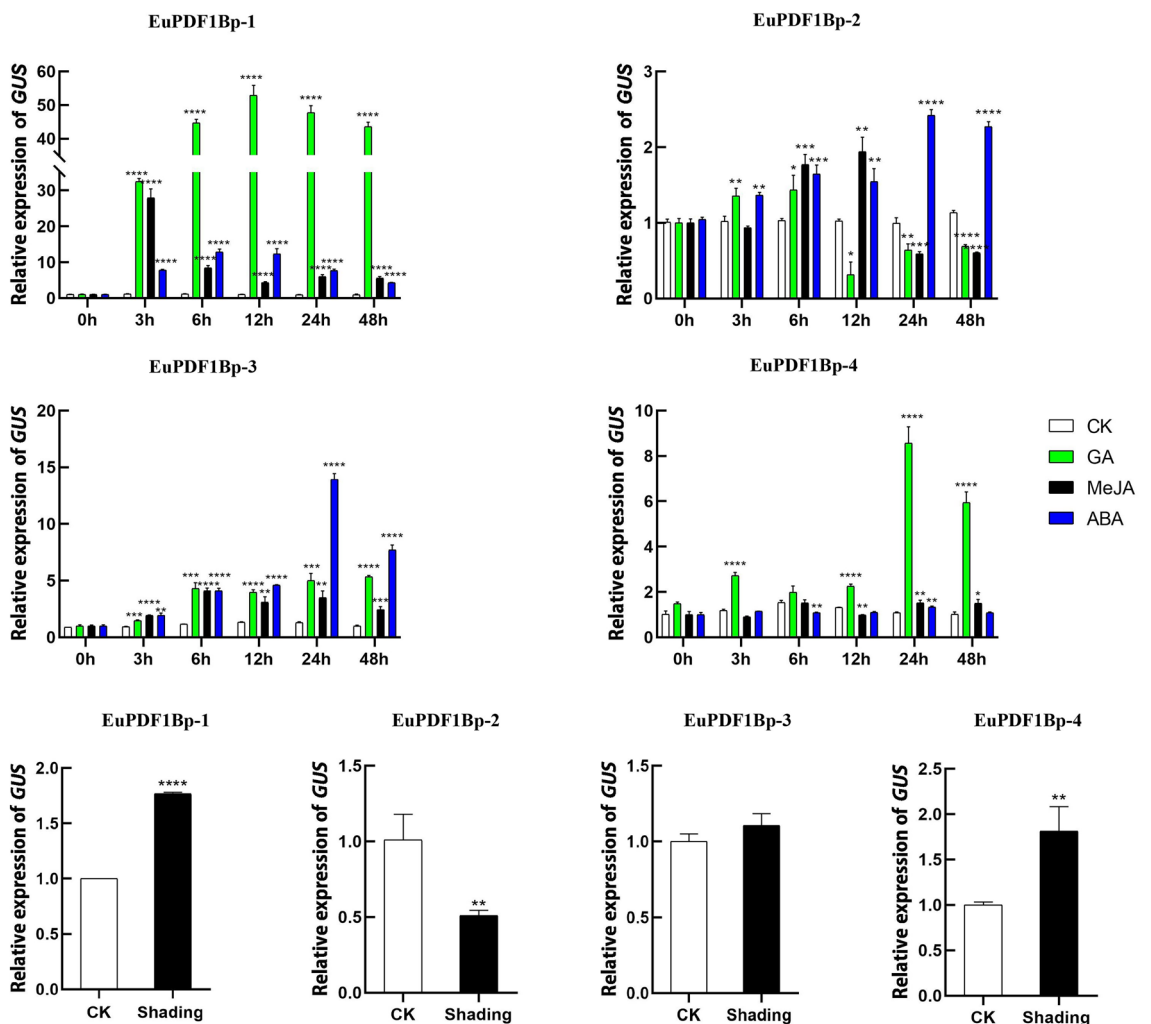 EuPDF1Bp-1
EuPDF1Bp-2
Relative expression of GUS
60
50
40
30
20
10
0
**** **** **** **** **** **** **** **** **** **** **** **** **** **** ****
0h 3h 6h 12h 24h 48h
Relative expression of GUS
3
2
1
0
** ** * *** *** * ** ** ** *** **** **** **** ****
0h 3h 6h 12h 24h 48h
EuPDF1Bp-3
EuPDF1Bp-4
Relative expression of GUS
20
15
10
5
0
*** **** ** *** **** **** **** ** **** *** ** **** **** *** ****
0h 3h 6h 12h 24h 48h
Relative expression of GUS
10
8
6
4
2
0
**** ** **** ** **** ** ** **** *
0h 3h 6h 12h 24h 48h
CK
GA
MeJA
ABA
EuPDF1Bp-1
EuPDF1Bp-2
EuPDF1Bp-3
EuPDF1Bp-4
Relative expression of GUS
2.0
1.5
1.0
0.5
0.0
****
CK Shading
Relative expression of GUS
1.5
1.0
0.5
0.0
**
CK Shading
Relative expression of GUS
1.5
1.0
0.5
0.0
CK Shading
Relative expression of GUS
2.5
2.0
1.5
1.0
0.5
0.0
**
CK Shading